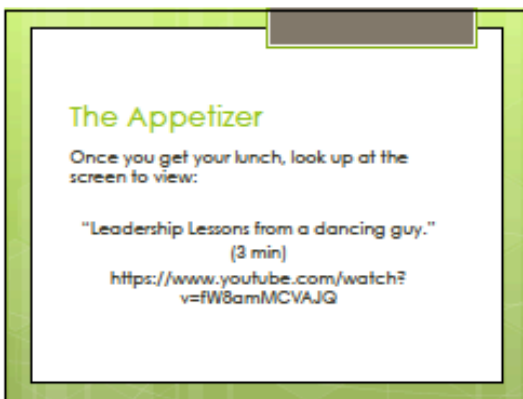 The Appetizer
Once you get your lunch, look up at the
screen to view:
“Leadership Lessons from a dancing guy.”
(3 min)
https://www.youtube.com/watch?
v=fW8amMCVAJQ